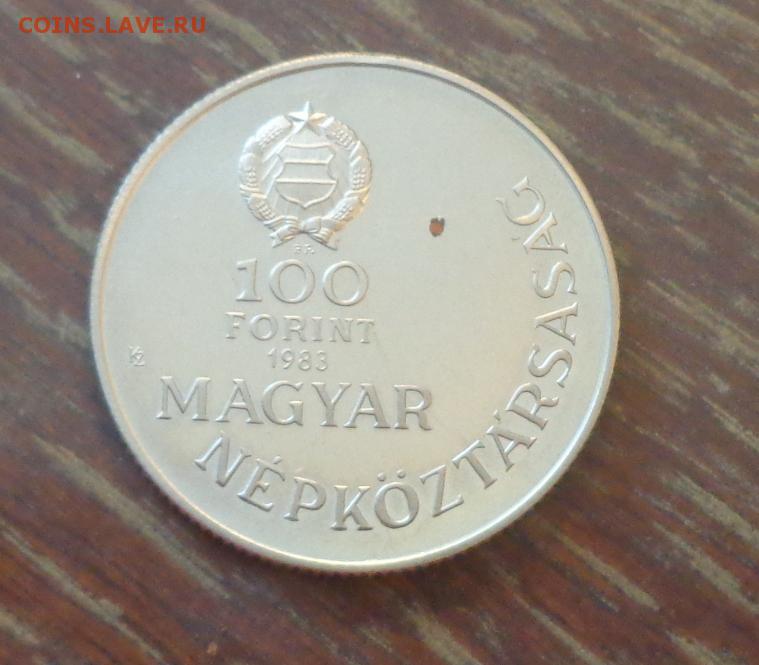 COINS.LAVE.RU
P.P.
100
FORINT
1983
MAGYAR
NÉPKÖZTÁRSASÁG